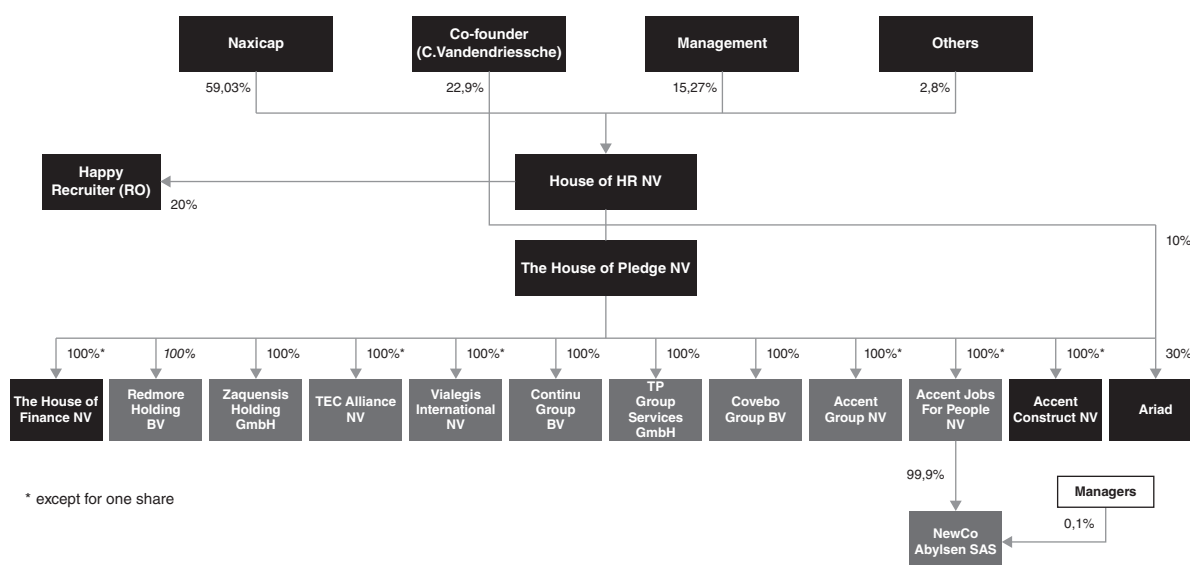 Naxicap
Co-founder
(C.Vandendriessche)
Management
Others
59,03%
22,9%
15,27%
2,8%
Happy
Recruiter (RO)
House of HR NV
20%
10%
The House of Pledge NV
100%*
100%
100%
100%*
100%*
100%
100%
100%
100%*
100%*
100%*
30%
The House of
Finance NV
Redmore
Holding
BV
Zaquensis
Holding
GmbH
TEC Alliance
NV
Vialegis
International
NV
Continu
Group
BV
TP
Group
Services
GmbH
Covebo
Group BV
Accent
Group NV
Accent Jobs
For People
NV
Accent
Construct NV
Ariad
99,9%
* except for one share
Managers
0,1%
NewCo
Abylsen SAS